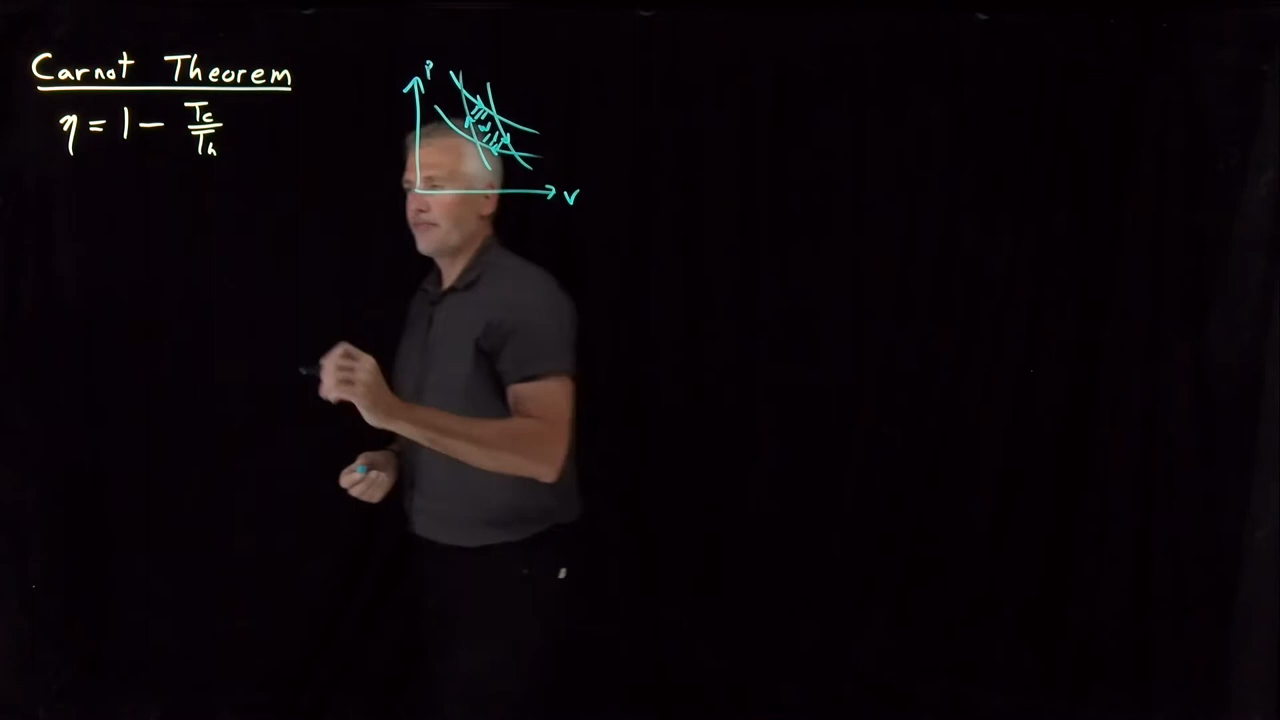 Carnot Theorem
η = 1 - Tc/Th
P
W
V